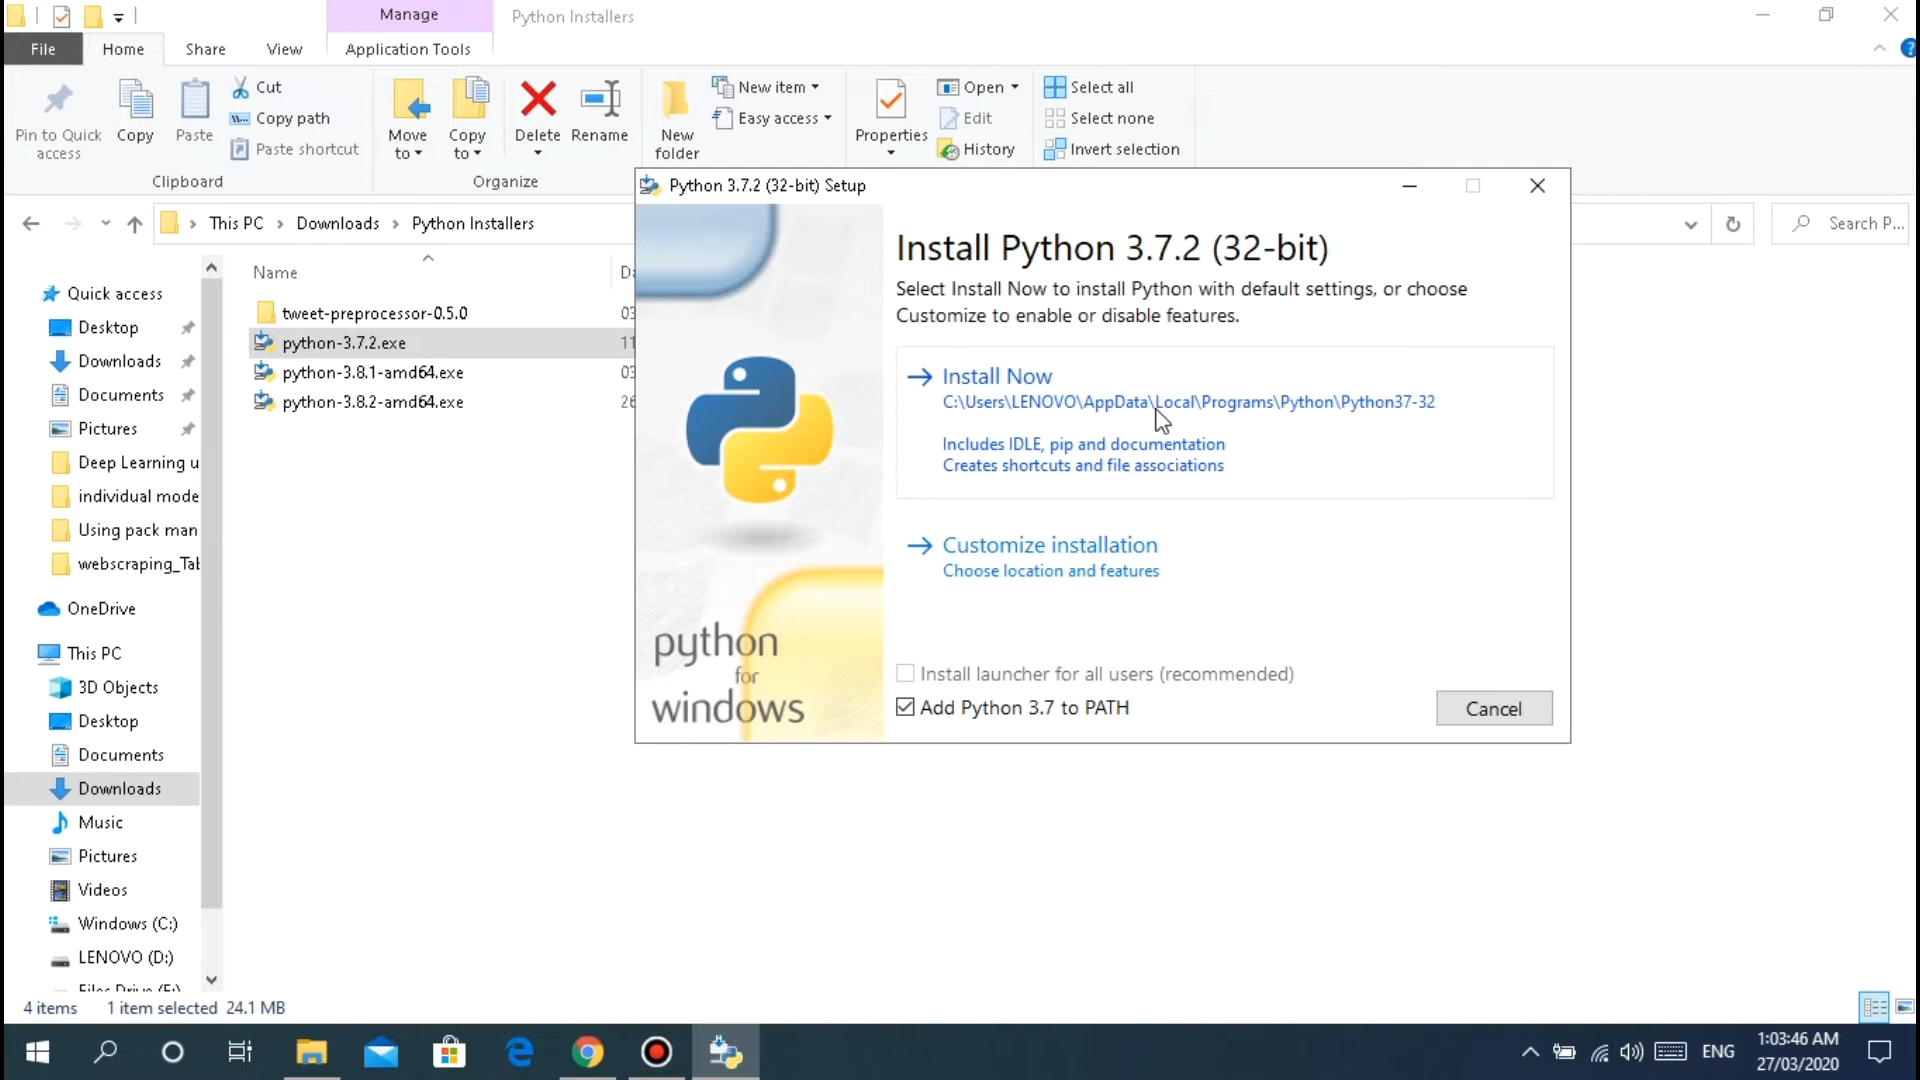 Manage
Python Installers
File
Home
Share
View
Application Tools
Pin to Quick
access
Copy
Paste
Cut
Copy path
Paste shortcut
Clipboard
Move
to
Copy
to
Delete
Rename
Organize
New
folder
New item
Easy access
Properties
Open
Edit
History
Select all
Select none
Invert selection
This PC > Downloads > Python Installers
Search P...
Name
Quick access
Desktop
Downloads
Documents
Pictures
Deep Learning u
individual mode
Using pack man
webscraping_Tab
OneDrive
This PC
3D Objects
Desktop
Documents
Downloads
Music
Pictures
Videos
Windows (C:)
LENOVO (D:)
tweet-preprocessor-0.5.0
03
python-3.7.2.exe
11
python-3.8.1-amd64.exe
03
python-3.8.2-amd64.exe
26
Python 3.7.2 (32-bit) Setup
Install Python 3.7.2 (32-bit)
Select Install Now to install Python with default settings, or choose
Customize to enable or disable features.
Install Now
C:\Users\LENOVO\AppData\Local\Programs\Python\Python37-32
Includes IDLE, pip and documentation
Creates shortcuts and file associations
Customize installation
Choose location and features
python
for
windows
Install launcher for all users (recommended)
Add Python 3.7 to PATH
Cancel
4 items
1 item selected 24.1 MB
ENG
1:03:46 AM
27/03/2020